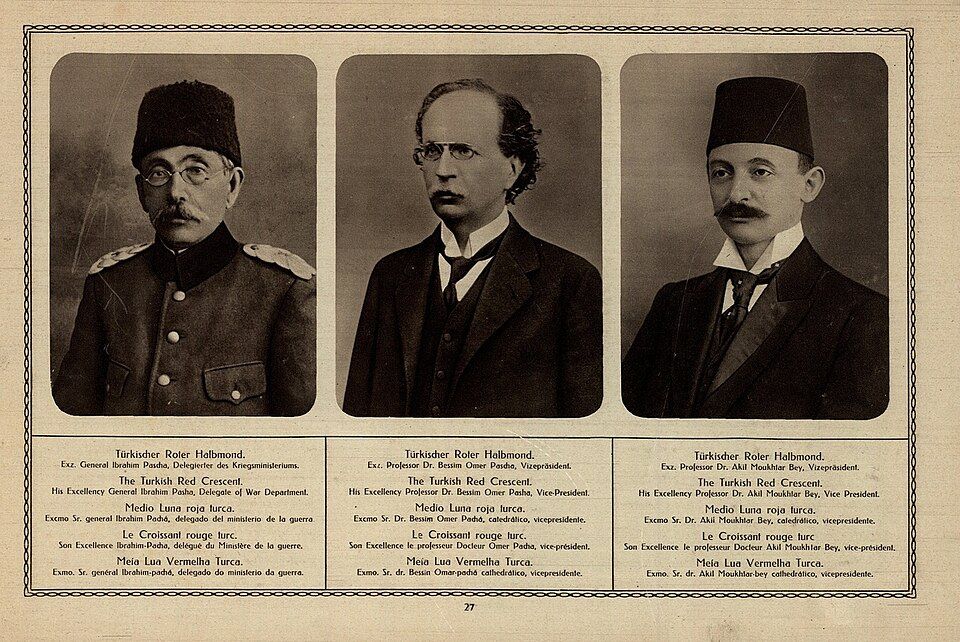 Türkischer Roter Halbmond.
Exz. General Ibrahim Pascha, Delegierter des Kriegsministeriums.
The Turkish Red Crescent.
His Excellency General Ibrahim Pasha, Delegate of War Department.
Medio Luna roja turca.
Excmo Sr. general Ibrahim Pachá, delegado del ministerio de la guerra
Le Croissant rouge turc.
Son Excellence Ibrahim-Pacha, délégué du Ministère de la guerre.
Meía Lua Vermelha Turca.
Exmo. Sr. general Ibrahim-pachá, delegado do ministerio da guerra.
Türkischer Roter Halbmond.
Exz. Professor Dr. Bessim Omer Pascha, Vizepräsident.
The Turkish Red Crescent.
His Excellency Professor Dr. Bessim Omer Pasha, Vice-President.
Medio Luna roja turca.
Excmo Sr. Dr. Bessim Omer Pachá, catedrático, vicepresidente.
Le Croissant rouge turc
Son Excellence le professeur Docteur Omer Pacha, vice-président.
Meía Lua Vermelha Turca.
Exmo. Sr. dr. Bessin Omar-pachá cathedrático, vicepresidente.
Türkischer Roter Halbmond.
Exz. Professor Dr. Akil Moukhtar Bey, Vizepräsident.
The Turkish Red Crescent.
His Excellency Professor Dr. Akil Moukhtar Bey, Vice President.
Medio Luna roja turca.
Excmo Sr. Dr. Akil Moukhtar Bey, catedrático, vicepresidente.
Le Croissant rouge turc
Son Excellence le professeur Docteur Akil Moukhtar Bey, vice-président.
Meía Lua Vermelha Turca.
Exmo. Sr. dr. Akil Moukhtar-bey cathedrático, vicepresidente.
27